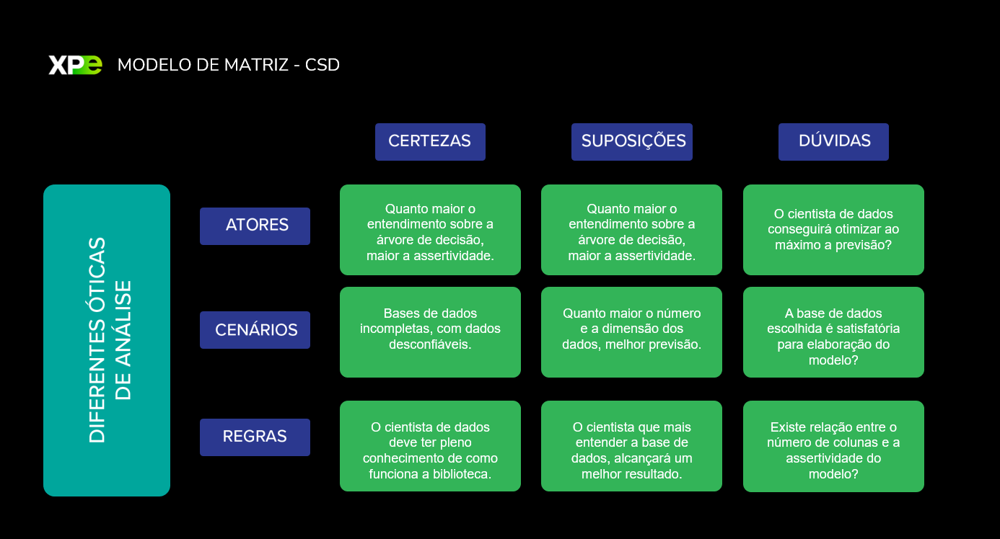 XPe MODELO DE MATRIZ - CSD
CERTEZAS
SUPOSIÇÕES
DÚVIDAS
DIFERENTES ÓTICAS
DE ANÁLISE
ATORES
Quanto maior o
entendimento sobre a
árvore de decisão,
maior a assertividade.
Quanto maior o
entendimento sobre a
árvore de decisão,
maior a assertividade.
O cientista de dados
conseguirá otimizar ao
máximo a previsão?
CENÁRIOS
Bases de dados
incompletas, com dados
desconfiáveis.
Quanto maior o número
e a dimensão dos
dados, melhor previsão.
A base de dados
escolhida é satisfatória
para elaboração do
modelo?
REGRAS
O cientista de dados
deve ter pleno
conhecimento de como
funciona a biblioteca.
O cientista que mais
entender a base de
dados, alcançará um
melhor resultado.
Existe relação entre o
número de colunas e a
assertividade do
modelo?